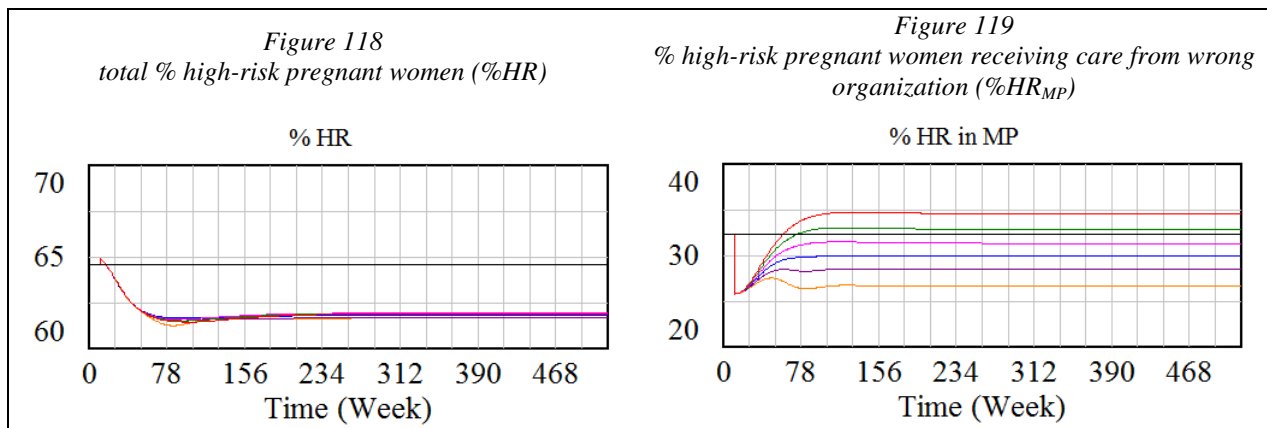 Figure 118
total % high-risk pregnant women (%HR)
% HR
70
65
60
0 78 156 234 312 390 468
Time (Week)
Figure 119
% high-risk pregnant women receiving care from wrong
organization (%HRMP)
% HR in MP
40
30
20
0 78 156 234 312 390 468
Time (Week)